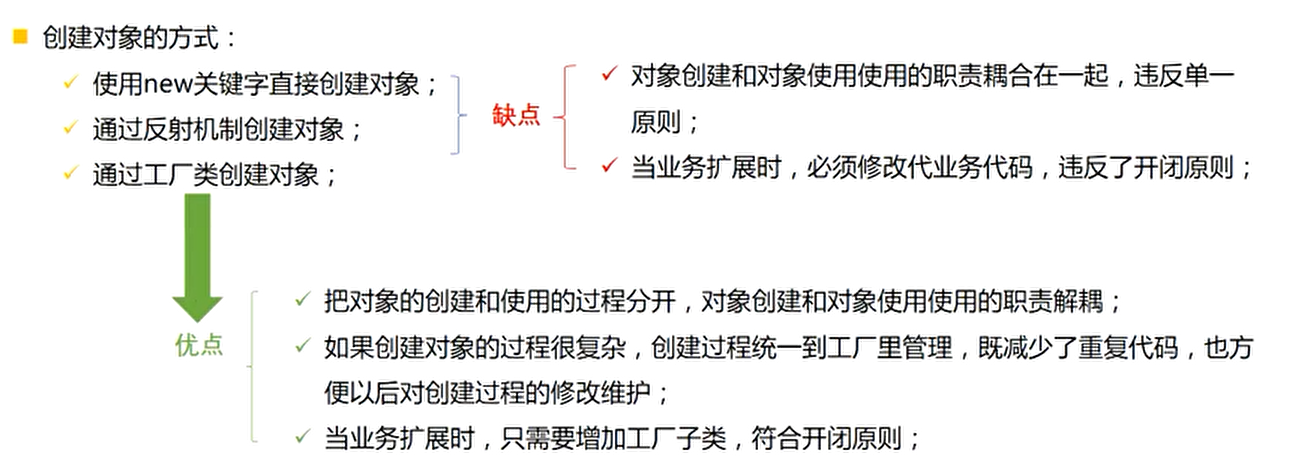 创建对象的方式：
使用new关键字直接创建对象；
通过反射机制创建对象；
通过工厂类创建对象；
缺点
对象创建和对象使用使用的职责耦合在一起，违反单一
原则；
当业务扩展时，必须修改代业务代码，违反了开闭原则；
优点
把对象的创建和使用的过程分开，对象创建和对象使用使用的职责解耦；
如果创建对象的过程很复杂，创建过程统一到工厂里管理，既减少了重复代码，也方
便以后对创建过程的修改维护；
当业务扩展时，只需要增加工厂子类，符合开闭原则；